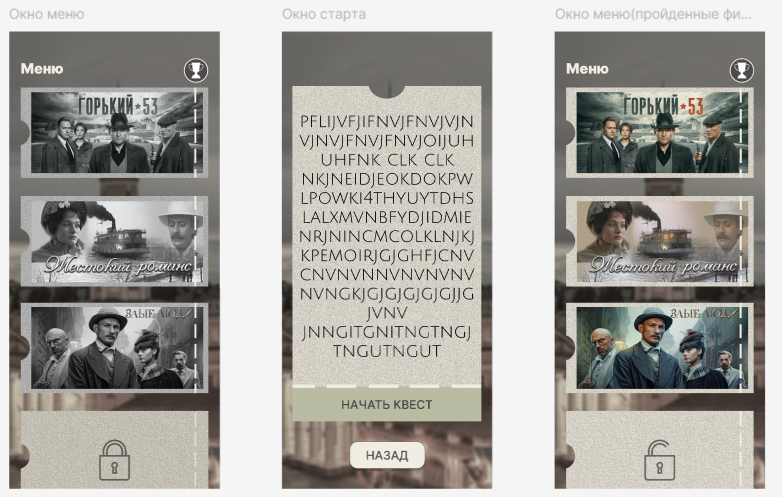 Окно меню
Меню
ГОРЬКИЙ★53
Жестокий романс
ЗЛЫЕ ЛЮДИ
Окно старта
PFLIJVFJIFNVJFNVJVJN
VJNVJFNVJFNVJOIJUH
UHFNK CLK CLK
NKJNEIDJEOKDOKPW
LPOWKI4THYUYTDHS
LALXMVNBFYDJIDMIE
NRJNINCMCOLKLNJKJ
KPEMOIRJGJGHFJCNV
CNVNVNNVNVNVNV
NVNGKJGJGJGJGJGJJG
JVNV
JNNGITGNITNGTNGJ
TNGUTNGUT
НАЧАТЬ КВЕСТ
НАЗАД
Окно меню(пройденные фи...
Меню
ГОРЬКИЙ★53
Жестокий романс
ЗЛЫЕ ЛЮДИ